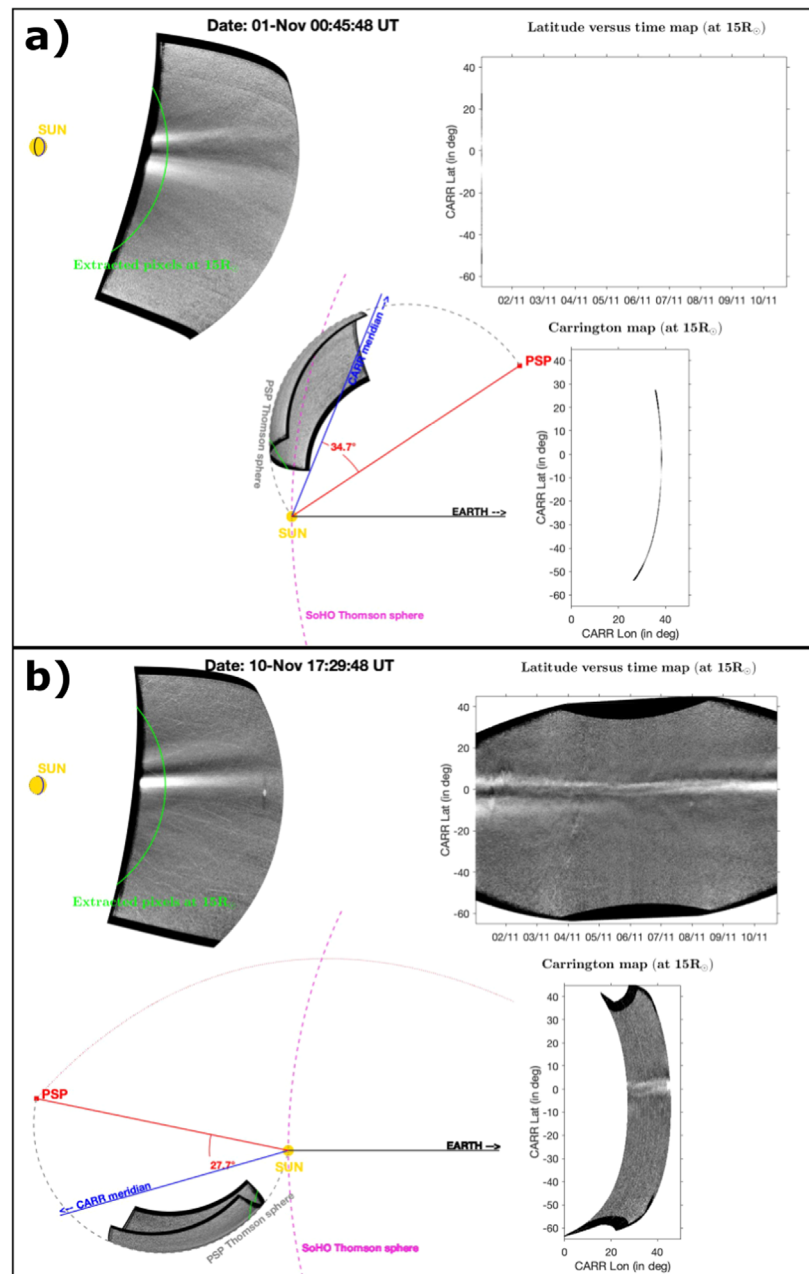 a)
Date: 01-Nov 00:45:48 UT
SUN
Extracted pixels at 15R☉
Latitude versus time map (at 15R☉)
CARR Lat (in deg)
40
20
0
-20
-40
-60
02/11 03/11 04/11 05/11 06/11 07/11 08/11 09/11 10/11
CARR meridian -->
PSP
PSP Thomson sphere
34.7°
EARTH -->
SUN
SoHO Thomson sphere
Carrington map (at 15R☉)
CARR Lat (in deg)
40
30
20
10
0
-10
-20
-30
-40
-50
-60
0 20 40
CARR Lon (in deg)
b)
Date: 10-Nov 17:29:48 UT
SUN
Extracted pixels at 15R☉
Latitude versus time map (at 15R☉)
CARR Lat (in deg)
40
20
0
-20
-40
-60
02/11 03/11 04/11 05/11 06/11 07/11 08/11 09/11 10/11
PSP
27.7°
EARTH -->
SUN
<-- CARR meridian
PSP Thomson sphere
SoHO Thomson sphere
Carrington map (at 15R☉)
CARR Lat (in deg)
40
30
20
10
0
-10
-20
-30
-40
-50
-60
0 20 40
CARR Lon (in deg)